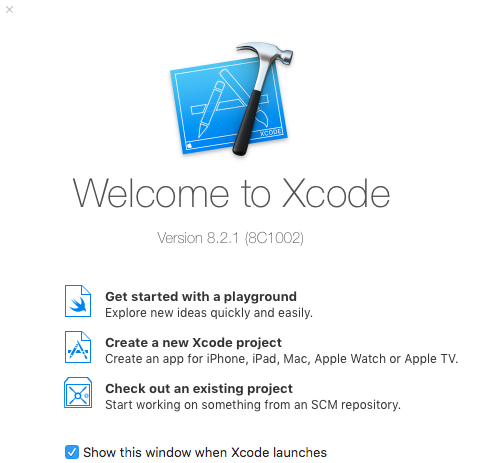 XCODE
Welcome to Xcode
Version 8.2.1 (8C1002)
Get started with a playground
Explore new ideas quickly and easily.
Create a new Xcode project
Create an app for iPhone, iPad, Mac, Apple Watch or Apple TV.
Check out an existing project
Start working on something from an SCM repository.
Show this window when Xcode launches